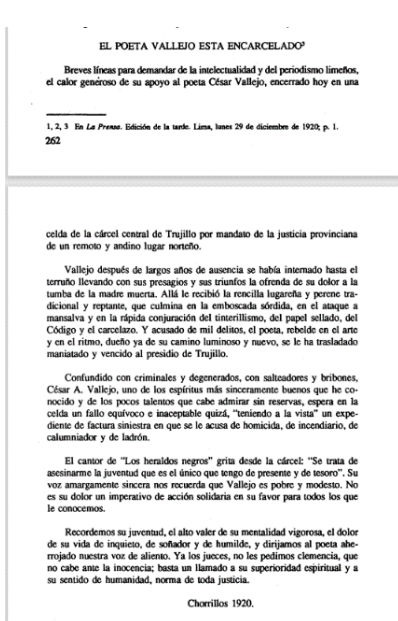 EL POETA VALLEJO ESTA ENCARCELADO³
Breves líneas para demandar de la intelectualidad y del periodismo limeños,
el calor generoso de su apoyo al poeta César Vallejo, encerrado hoy en una
1, 2, 3 En La Prensa. Edición de la tarde. Lima, lunes 29 de diciembre de 1920; p. 1.
262
celda de la cárcel central de Trujillo por mandato de la justicia provinciana
de un remoto y andino lugar norteño.
Vallejo después de largos años de ausencia se había internado hasta el
terruño llevando con sus presagios y sus triunfos la ofrenda de su dolor a la
tumba de la madre muerta. Allá le recibió la rencilla lugareña y perene tra-
dicional y reptante, que culmina en la emboscada sórdida, en el ataque a
mansalva y en la rápida conjuración del tinterillismo, del papel sellado, del
Código y el carcelazo. Y acusado de mil delitos, el poeta, rebelde en el arte
y en el ritmo, dueño ya de su camino luminoso y nuevo, se le ha trasladado
maniatado y vencido al presidio de Trujillo.
Confundido con criminales y degenerados, con salteadores y bribones,
César A. Vallejo, uno de los espíritus más sinceramente buenos que he co-
nocido y de los pocos talentos que cabe admirar sin reservas, espera en la
celda un fallo equívoco e inaceptable quizá, "teniendo a la vista" un expe-
diente de factura siniestra en que se le acusa de homicida, de incendiario, de
calumniador y de ladrón.
El cantor de "Los heraldos negros" grita desde la cárcel: "Se trata de
asesinarme la juventud que es el único que tengo de presente y de tesoro". Su
voz amargamente sincera nos recuerda que Vallejo es pobre y modesto. No
es su dolor un imperativo de acción solidaria en su favor para todos los que
le conocemos.
Recordemos su juventud, el alto valer de su mentalidad vigorosa, el dolor
de su vida de inquieto, de soñador y de humilde, y dirijamos al poeta ahe-
rrojado nuestra voz de aliento. Ya los jueces, no les pedimos clemencia, que
no cabe ante la inocencia; basta un llamado a su superioridad espiritual y a
su sentido de humanidad, norma de toda justicia.
Chorrillos 1920.